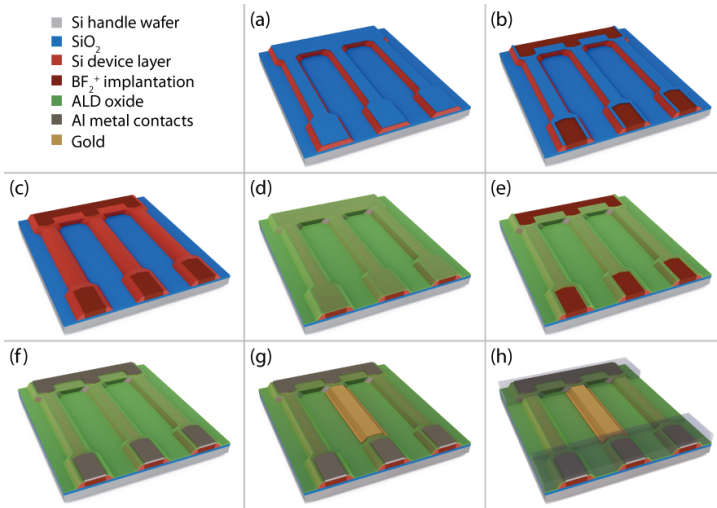 Si handle wafer
SiO₂
Si device layer
BF₂⁺ implantation
ALD oxide
Al metal contacts
Gold
(a)
(b)
(c)
(d)
(e)
(f)
(g)
(h)